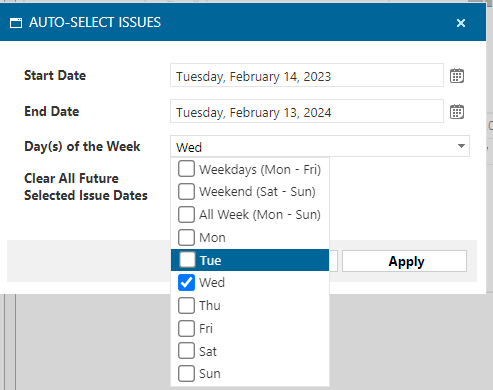 AUTO-SELECT ISSUES
Start Date
Tuesday, February 14, 2023
End Date
Tuesday, February 13, 2024
Day(s) of the Week
Wed
Clear All Future
Selected Issue Dates
Weekdays (Mon - Fri)
Weekend (Sat - Sun)
All Week (Mon - Sun)
Mon
Tue
Wed
Thu
Fri
Sat
Sun
Apply